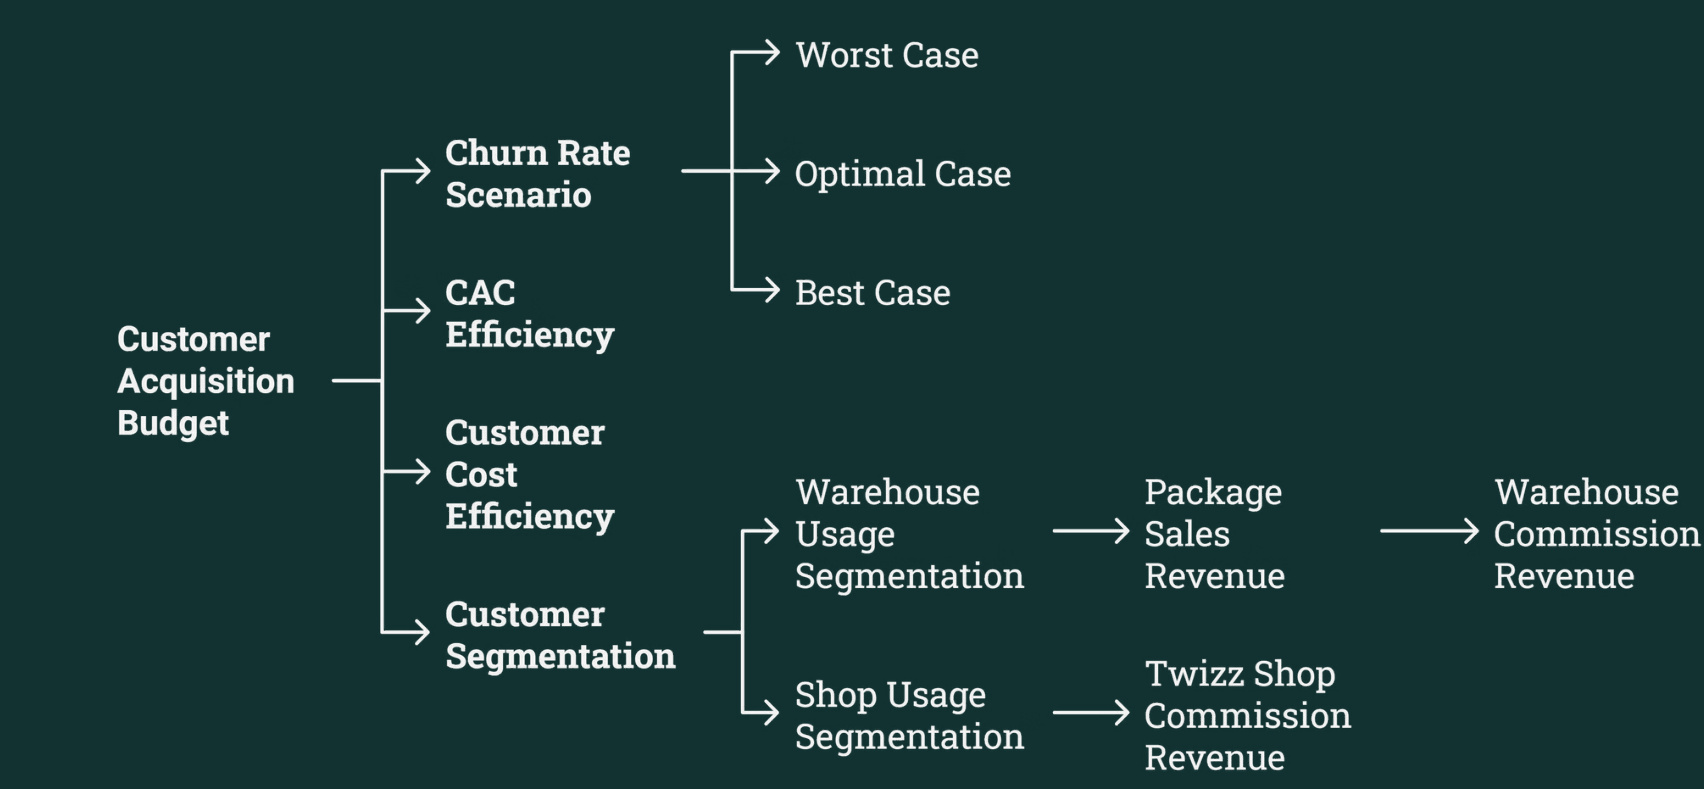 Customer
Acquisition
Budget
Churn Rate
Scenario
Worst Case
Optimal Case
Best Case
CAC
Efficiency
Customer
Cost
Efficiency
Customer
Segmentation
Warehouse
Usage
Segmentation
Package
Sales
Revenue
Warehouse
Commission
Revenue
Shop Usage
Segmentation
Twizz Shop
Commission
Revenue